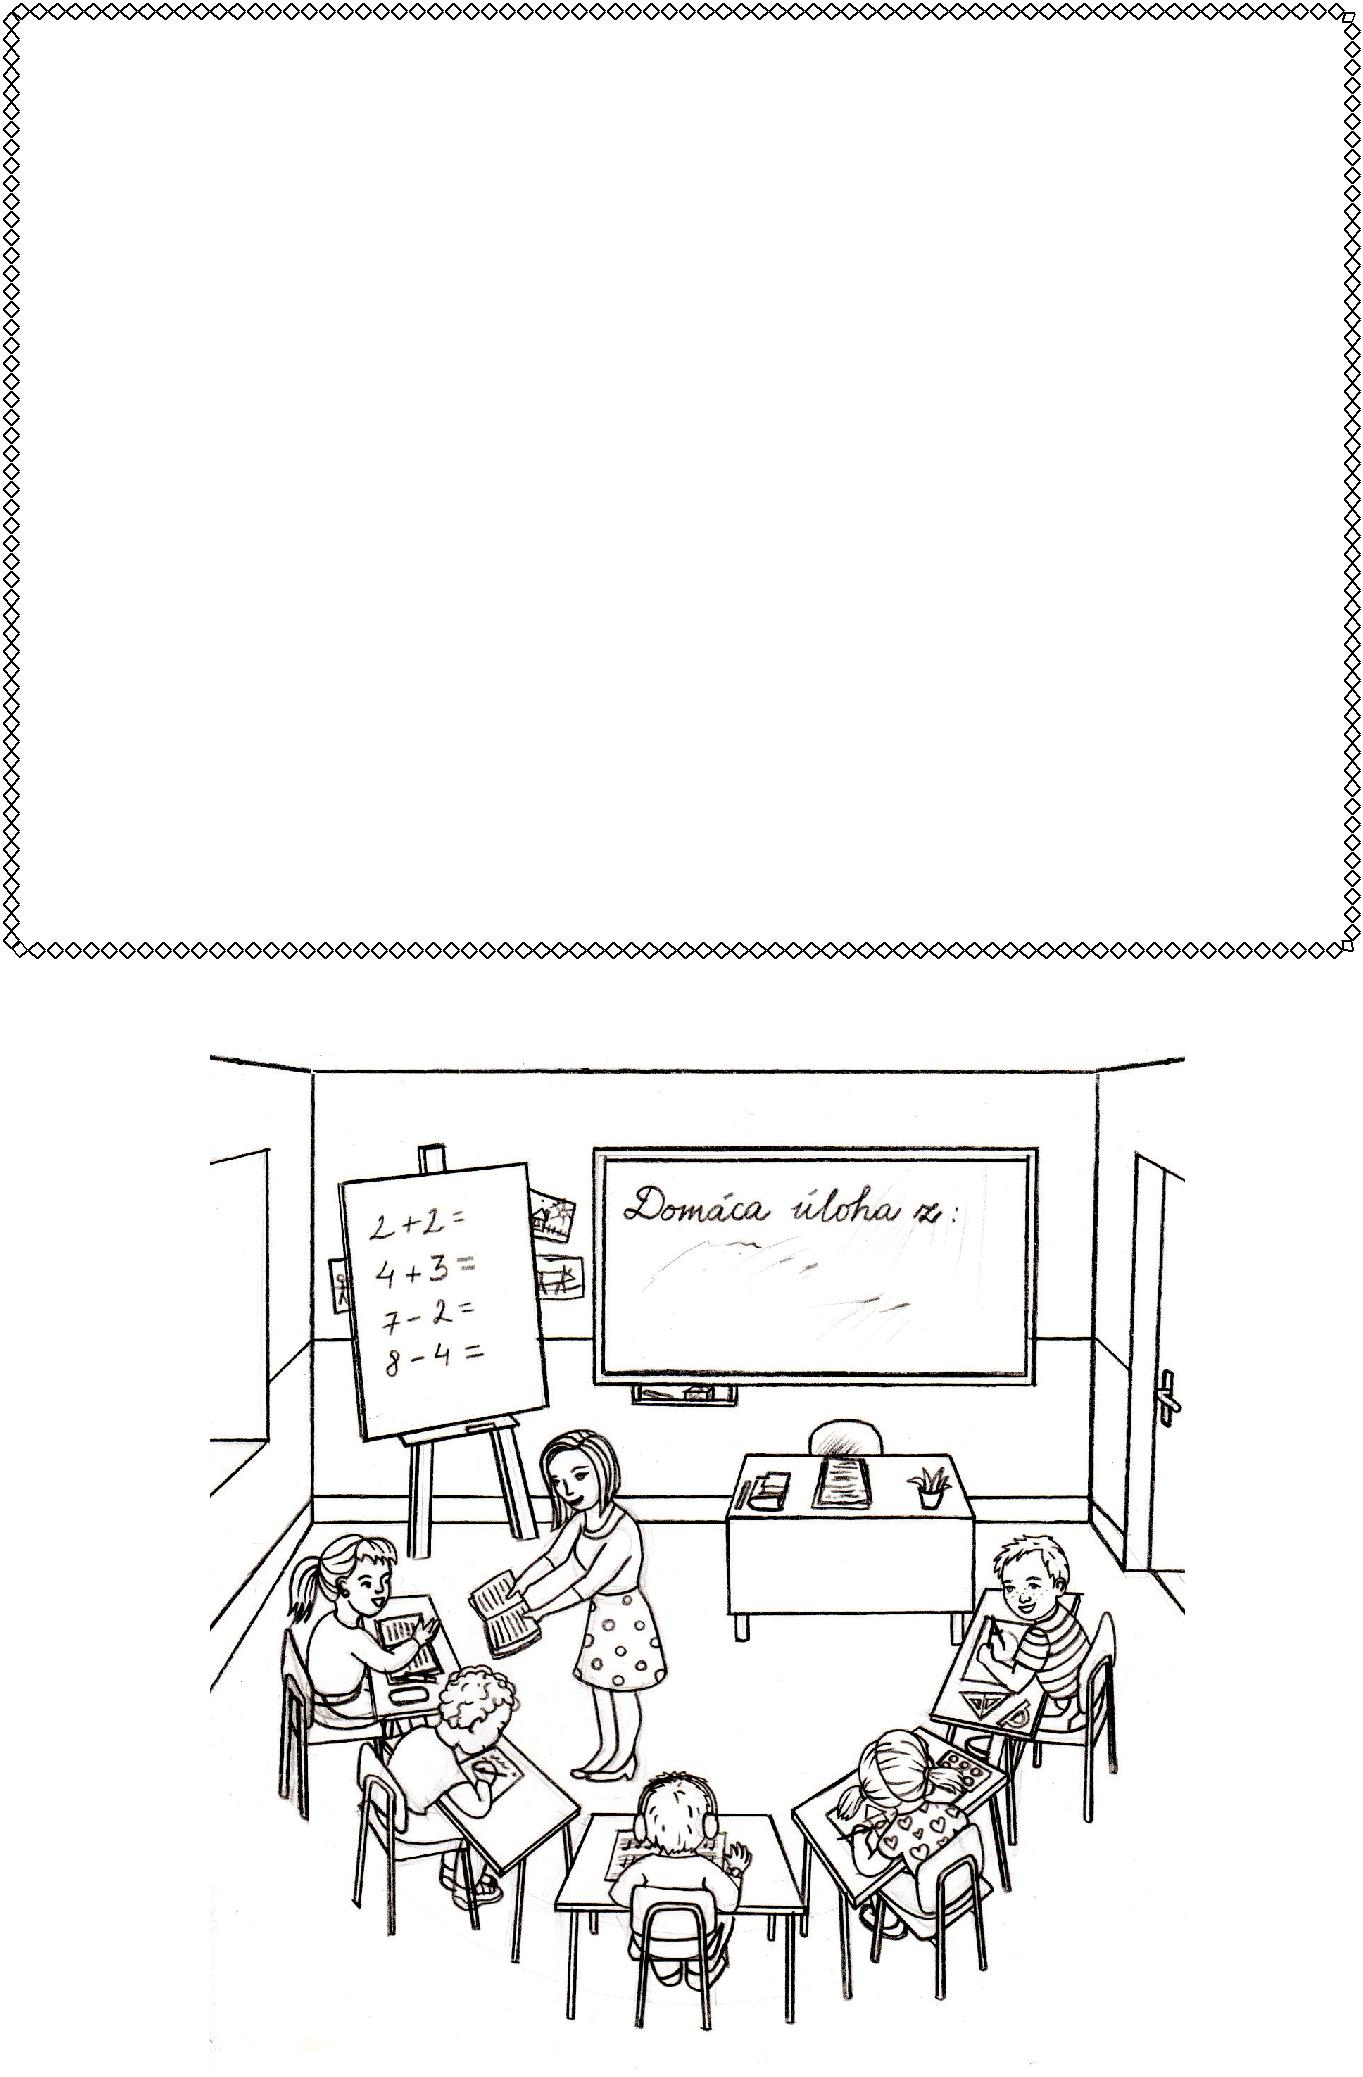 2+2=
4+3=
7-2=
8-4=
Domáca úloha z: